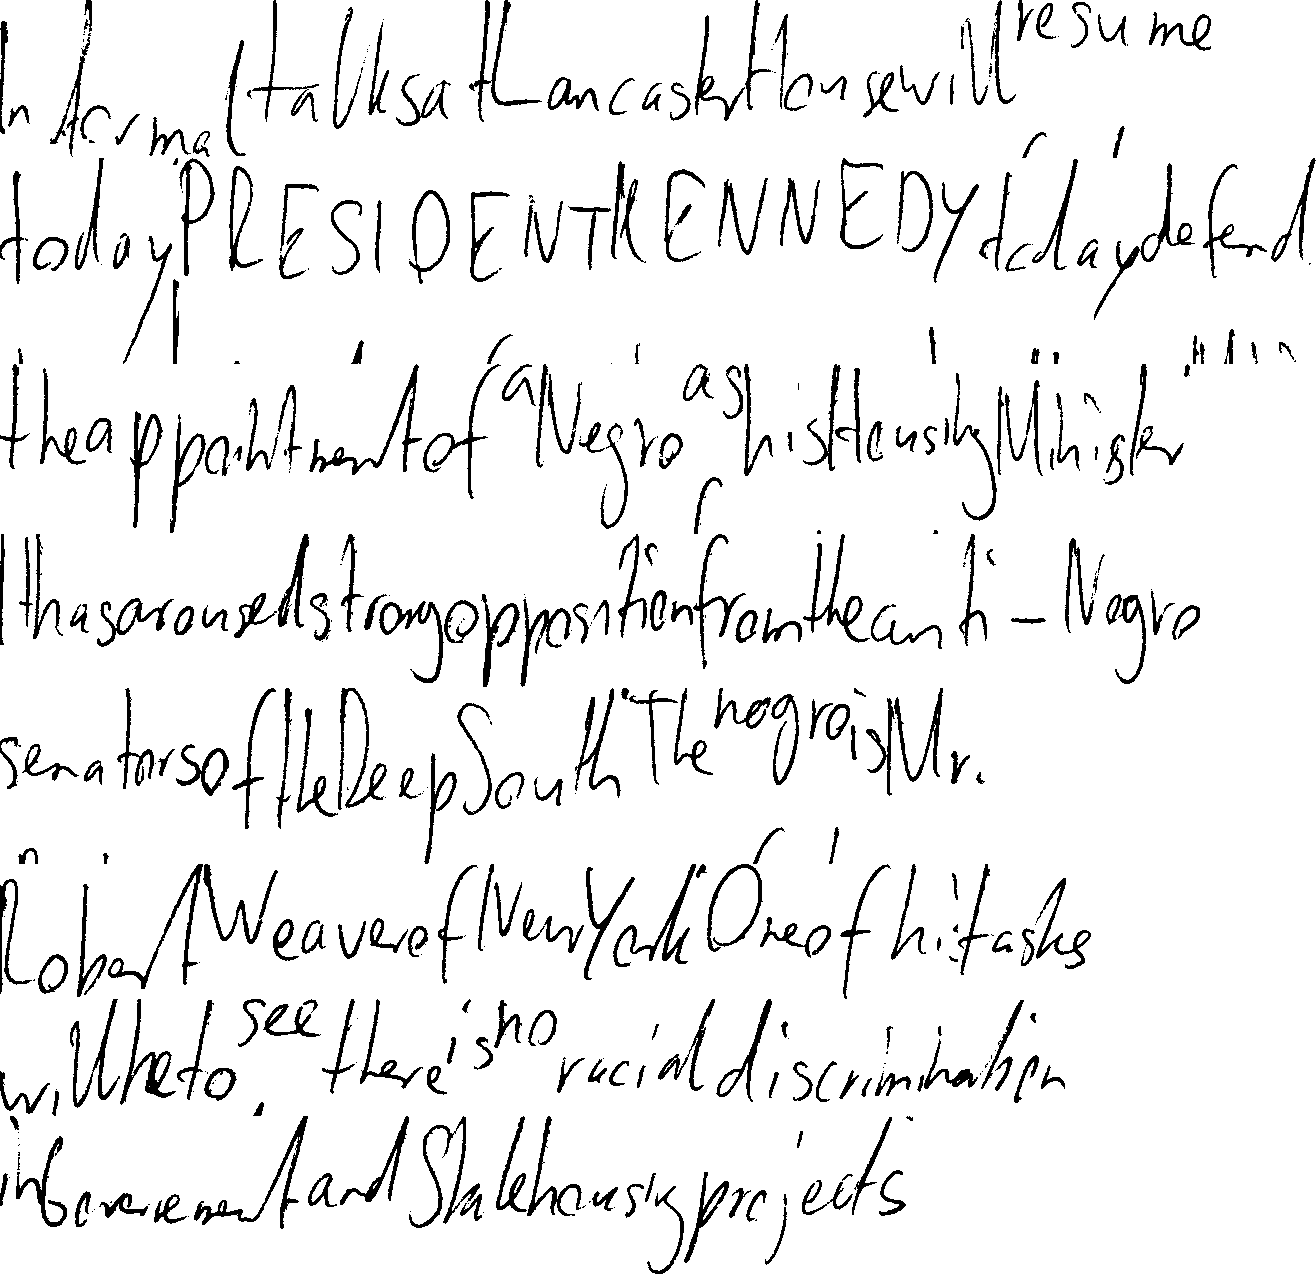 Informal talks at Lancaster House will resume
today PRESIDENT KENNEDY today defend
the appointment of a Negro as his Housing Minister
It has aroused strong opposition from the anti-Negro
senators of the Deep South The negro is Mr.
Robert Weaver of New York One of his tasks
will be to see there is no racial discrimination
in Government and State housing projects